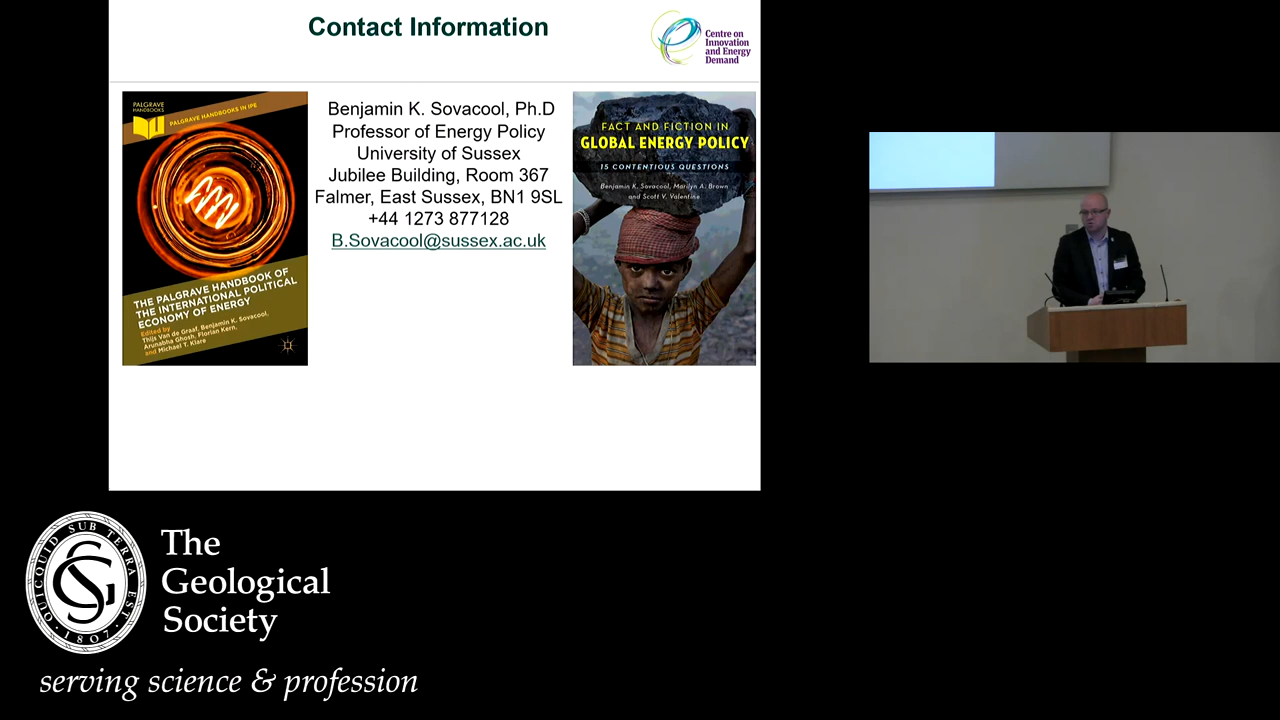 Contact Information
Centre on
Innovation
and Energy
Demand
PALGRAVE
HANDBOOKS
PALGRAVE HANDBOOKS IN IPE
THE PALGRAVE HANDBOOK OF
THE INTERNATIONAL POLITICAL
ECONOMY OF ENERGY
Edited by
Thijs Van de Graaf, Benjamin K. Sovacool,
Arunabha Ghosh, Florian Kern,
and Michael T. Klare
Benjamin K. Sovacool, Ph.D
Professor of Energy Policy
University of Sussex
Jubilee Building, Room 367
Falmer, East Sussex, BN1 9SL
+44 1273 877128
B.Sovacool@sussex.ac.uk
FACT AND FICTION IN
GLOBAL ENERGY POLICY
15 CONTENTIOUS QUESTIONS
Benjamin K. Sovacool, Marilyn A. Brown
and Scott V. Valentine
QUICQUID SUB TERRA EST
· 1807 ·
The
Geological
Society
serving science & profession